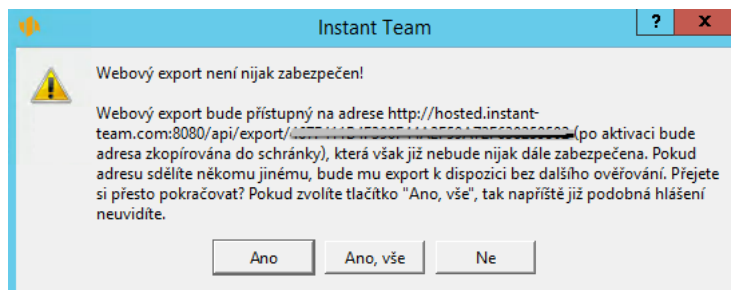 Instant Team
?
x
Webový export není nijak zabezpečen!
Webový export bude přístupný na adrese http://hosted.instant-
team.com:8080/api/export/ (po aktivaci bude
adresa zkopírována do schránky), která však již nebude nijak dále zabezpečena. Pokud
adresu sdělíte někomu jinému, bude mu export k dispozici bez dalšího ověřování. Přejete
si přesto pokračovat? Pokud zvolíte tlačítko "Ano, vše", tak napříště již podobná hlášení
neuvidíte.
Ano
Ano, vše
Ne